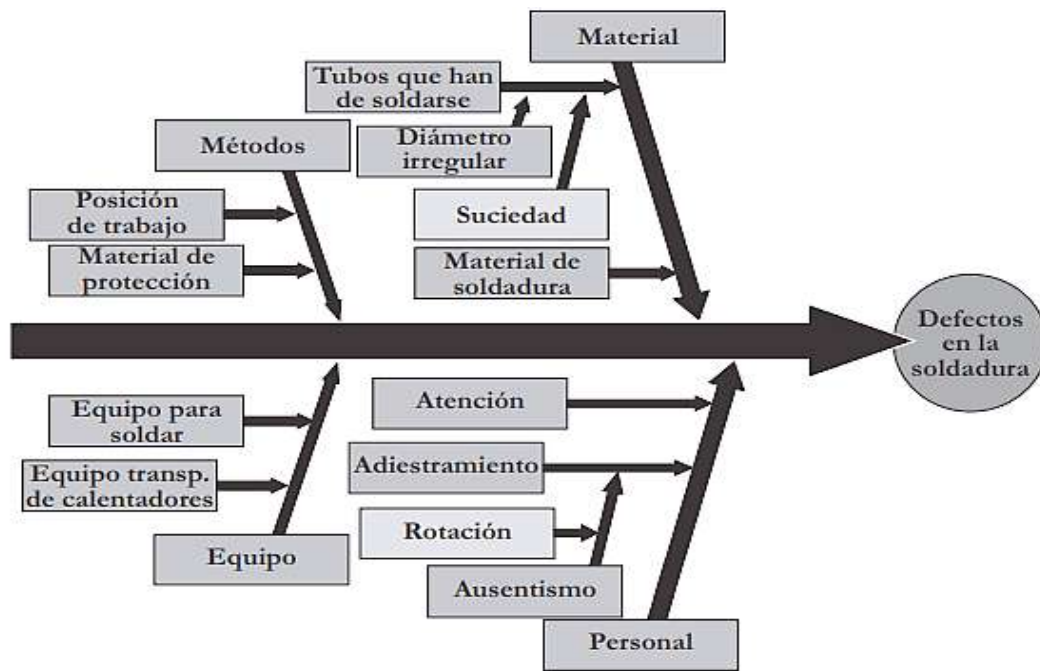 Material
Tubos que han
de soldarse
Diámetro
irregular
Suciedad
Material de
soldadura
Métodos
Posición
de trabajo
Material de
protección
Defectos
en la
soldadura
Equipo para
soldar
Equipo transp.
de calentadores
Equipo
Atención
Adiestramiento
Rotación
Ausentismo
Personal